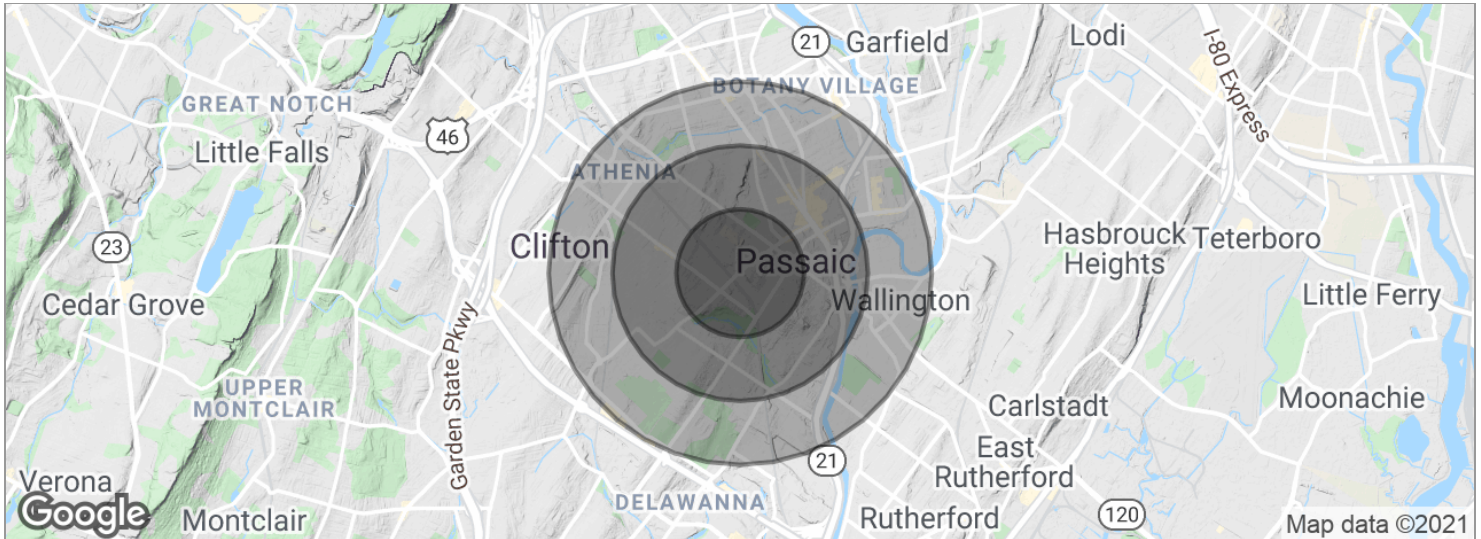 21
Garfield
Lodi
I-80 Express
BOTANY VILLAGE
GREAT NOTCH
46
Little Falls
ATHENIA
23
Clifton
Passaic
Hasbrouck
Heights
Teterboro
Cedar Grove
Wallington
Little Ferry
Garden State Pkwy
UPPER
MONTCLAIR
Carlstadt
Moonachie
East
Rutherford
21
Verona
DELAWANNA
Google
Montclair
Rutherford
120
Map data ©2021